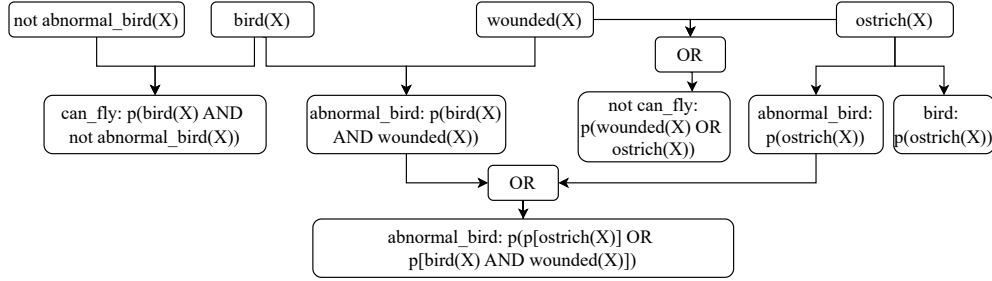 not abnormal_bird(X)
bird(X)
wounded(X)
ostrich(X)
OR
can_fly: p(bird(X) AND
not abnormal_bird(X))
abnormal_bird: p(bird(X)
AND wounded(X))
not can_fly:
p(wounded(X) OR
ostrich(X))
abnormal_bird:
p(ostrich(X))
bird:
p(ostrich(X))
OR
abnormal_bird: p(p[ostrich(X)] OR
p[bird(X) AND wounded(X)])